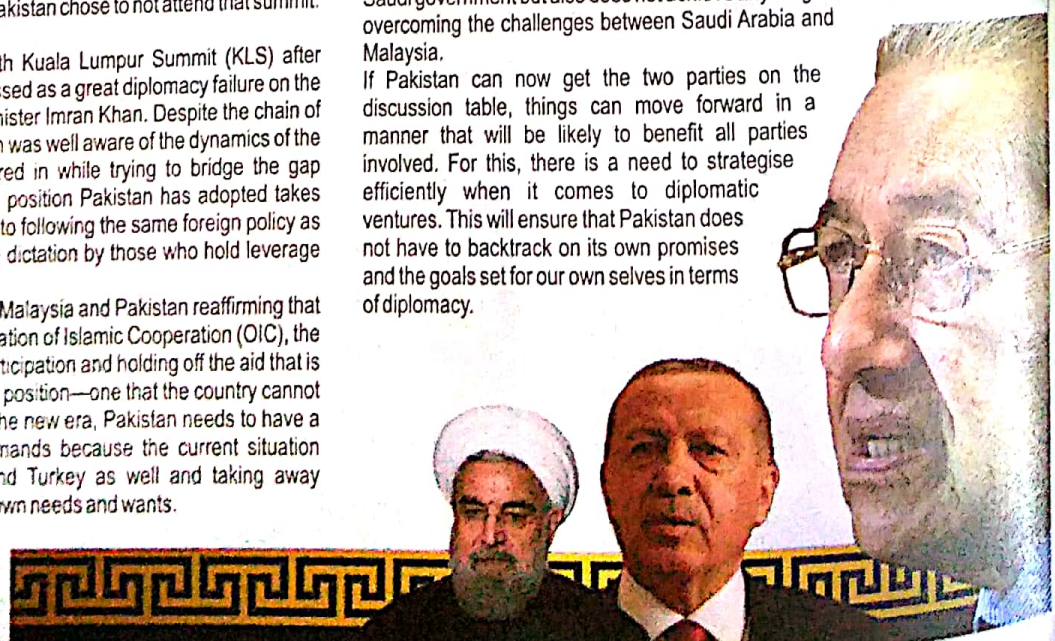 akistan chose to not attend that summit.
th Kuala Lumpur Summit (KLS) after
ssed as a great diplomacy failure on the
nister Imran Khan. Despite the chain of
n was well aware of the dynamics of the
red in while trying to bridge the gap
position Pakistan has adopted takes
to following the same foreign policy as
dictation by those who hold leverage
Malaysia and Pakistan reaffirming that
ation of Islamic Cooperation (OIC), the
ticipation and holding off the aid that is
position—one that the country cannot
he new era, Pakistan needs to have a
mands because the current situation
nd Turkey as well and taking away
wn needs and wants.
overcoming the challenges between Saudi Arabia and
Malaysia.
If Pakistan can now get the two parties on the
discussion table, things can move forward in a
manner that will be likely to benefit all parties
involved. For this, there is a need to strategise
efficiently when it comes to diplomatic
ventures. This will ensure that Pakistan does
not have to backtrack on its own promises
and the goals set for our own selves in terms
of diplomacy.